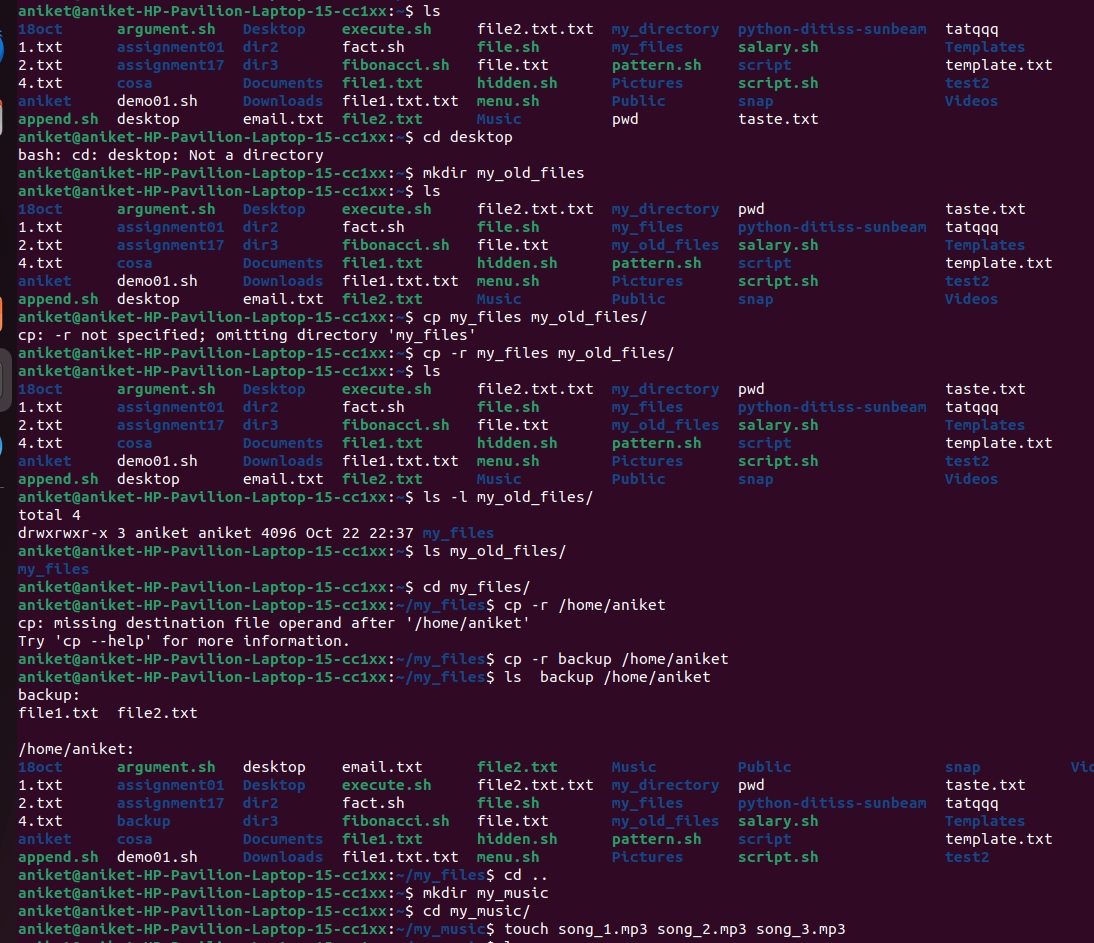 aniket@aniket-HP-Pavilion-Laptop-15-cc1xx:~$ ls
18oct argument.sh Desktop execute.sh file2.txt.txt my_directory python-ditiss-sunbeam tatqqq
1.txt assignment01 dir2 fact.sh file.sh my_files salary.sh Templates
2.txt assignment17 dir3 fibonacci.sh file.txt pattern.sh script template.txt
4.txt cosa Documents file1.txt hidden.sh Pictures script.sh test2
aniket demo01.sh Downloads file1.txt.txt menu.sh Public snap Videos
append.sh desktop email.txt file2.txt Music pwd taste.txt
aniket@aniket-HP-Pavilion-Laptop-15-cc1xx:~$ cd desktop
bash: cd: desktop: Not a directory
aniket@aniket-HP-Pavilion-Laptop-15-cc1xx:~$ mkdir my_old_files
aniket@aniket-HP-Pavilion-Laptop-15-cc1xx:~$ ls
18oct argument.sh Desktop execute.sh file2.txt.txt my_directory pwd taste.txt
1.txt assignment01 dir2 fact.sh file.sh my_files python-ditiss-sunbeam tatqqq
2.txt assignment17 dir3 fibonacci.sh file.txt my_old_files salary.sh Templates
4.txt cosa Documents file1.txt hidden.sh pattern.sh script template.txt
aniket demo01.sh Downloads file1.txt.txt menu.sh Pictures script.sh test2
append.sh desktop email.txt file2.txt Music Public snap Videos
aniket@aniket-HP-Pavilion-Laptop-15-cc1xx:~$ cp my_files my_old_files/
cp: -r not specified; omitting directory 'my_files'
aniket@aniket-HP-Pavilion-Laptop-15-cc1xx:~$ cp -r my_files my_old_files/
aniket@aniket-HP-Pavilion-Laptop-15-cc1xx:~$ ls
18oct argument.sh Desktop execute.sh file2.txt.txt my_directory pwd taste.txt
1.txt assignment01 dir2 fact.sh file.sh my_files python-ditiss-sunbeam tatqqq
2.txt assignment17 dir3 fibonacci.sh file.txt my_old_files salary.sh Templates
4.txt cosa Documents file1.txt hidden.sh pattern.sh script template.txt
aniket demo01.sh Downloads file1.txt.txt menu.sh Pictures script.sh test2
append.sh desktop email.txt file2.txt Music Public snap Videos
aniket@aniket-HP-Pavilion-Laptop-15-cc1xx:~$ ls -l my_old_files/
total 4
drwxrwxr-x 3 aniket aniket 4096 Oct 22 22:37 my_files
aniket@aniket-HP-Pavilion-Laptop-15-cc1xx:~$ ls my_old_files/
my_files
aniket@aniket-HP-Pavilion-Laptop-15-cc1xx:~$ cd my_files/
aniket@aniket-HP-Pavilion-Laptop-15-cc1xx:~/my_files$ cp -r /home/aniket
cp: missing destination file operand after '/home/aniket'
Try 'cp --help' for more information.
aniket@aniket-HP-Pavilion-Laptop-15-cc1xx:~/my_files$ cp -r backup /home/aniket
aniket@aniket-HP-Pavilion-Laptop-15-cc1xx:~/my_files$ ls  backup /home/aniket
backup:
file1.txt file2.txt
/home/aniket:
18oct argument.sh desktop email.txt file2.txt Music Public snap
1.txt assignment01 Desktop execute.sh file2.txt.txt my_directory pwd taste.txt
2.txt assignment17 dir2 fact.sh file.sh my_files python-ditiss-sunbeam tatqqq
4.txt backup dir3 fibonacci.sh file.txt my_old_files salary.sh Templates
aniket cosa Documents file1.txt hidden.sh pattern.sh script template.txt
append.sh demo01.sh Downloads file1.txt.txt menu.sh Pictures script.sh test2
aniket@aniket-HP-Pavilion-Laptop-15-cc1xx:~/my_files$ cd ..
aniket@aniket-HP-Pavilion-Laptop-15-cc1xx:~$ mkdir my_music
aniket@aniket-HP-Pavilion-Laptop-15-cc1xx:~$ cd my_music/
aniket@aniket-HP-Pavilion-Laptop-15-cc1xx:~/my_music$ touch song_1.mp3 song_2.mp3 song_3.mp3